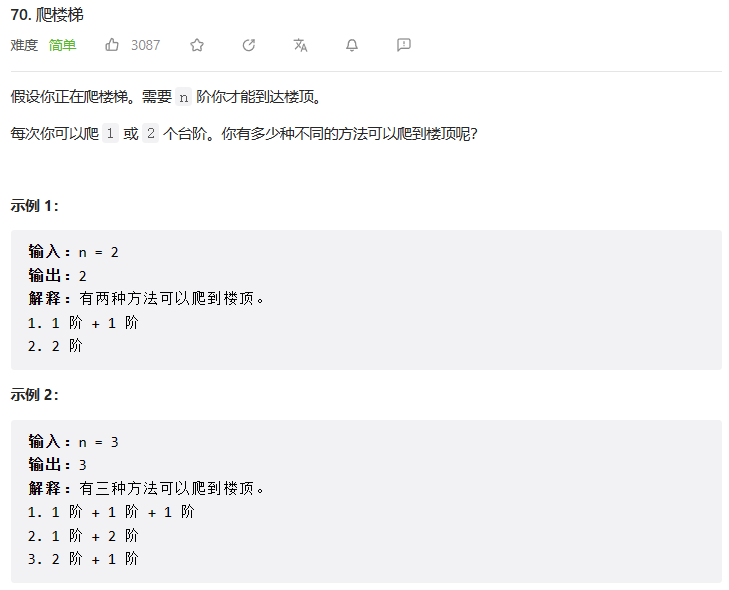 70. 爬楼梯
难度 简单 3087
假设你正在爬楼梯。需要 n 阶你才能到达楼顶。
每次你可以爬 1 或 2 个台阶。你有多少种不同的方法可以爬到楼顶呢?
示例 1:
输入:n = 2
输出:2
解释:有两种方法可以爬到楼顶。
1. 1 阶 + 1 阶
2. 2 阶
示例 2:
输入:n = 3
输出:3
解释:有三种方法可以爬到楼顶。
1. 1 阶 + 1 阶 + 1 阶
2. 1 阶 + 2 阶
3. 2 阶 + 1 阶